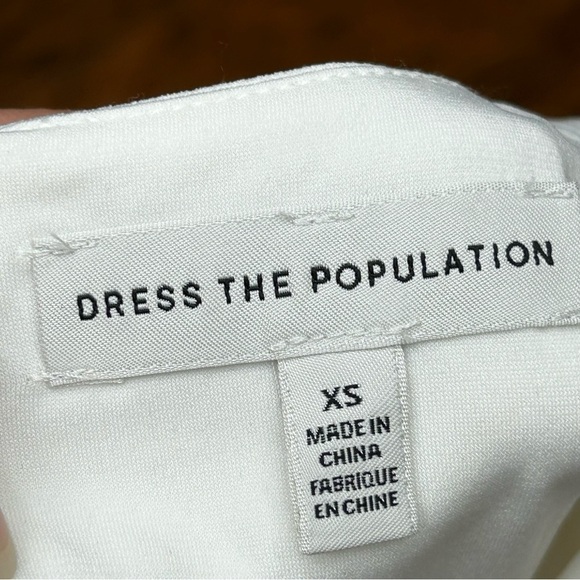 DRESS THE POPULATION
XS
MADE IN
CHINA
FABRIQUE
EN CHINE